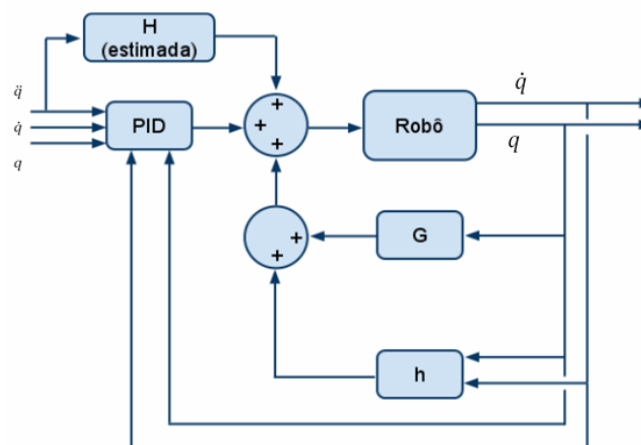 H
(estimada)
q̈
q̇
q
PID
+
+
+
Robô
q̇
q
+
+
G
h